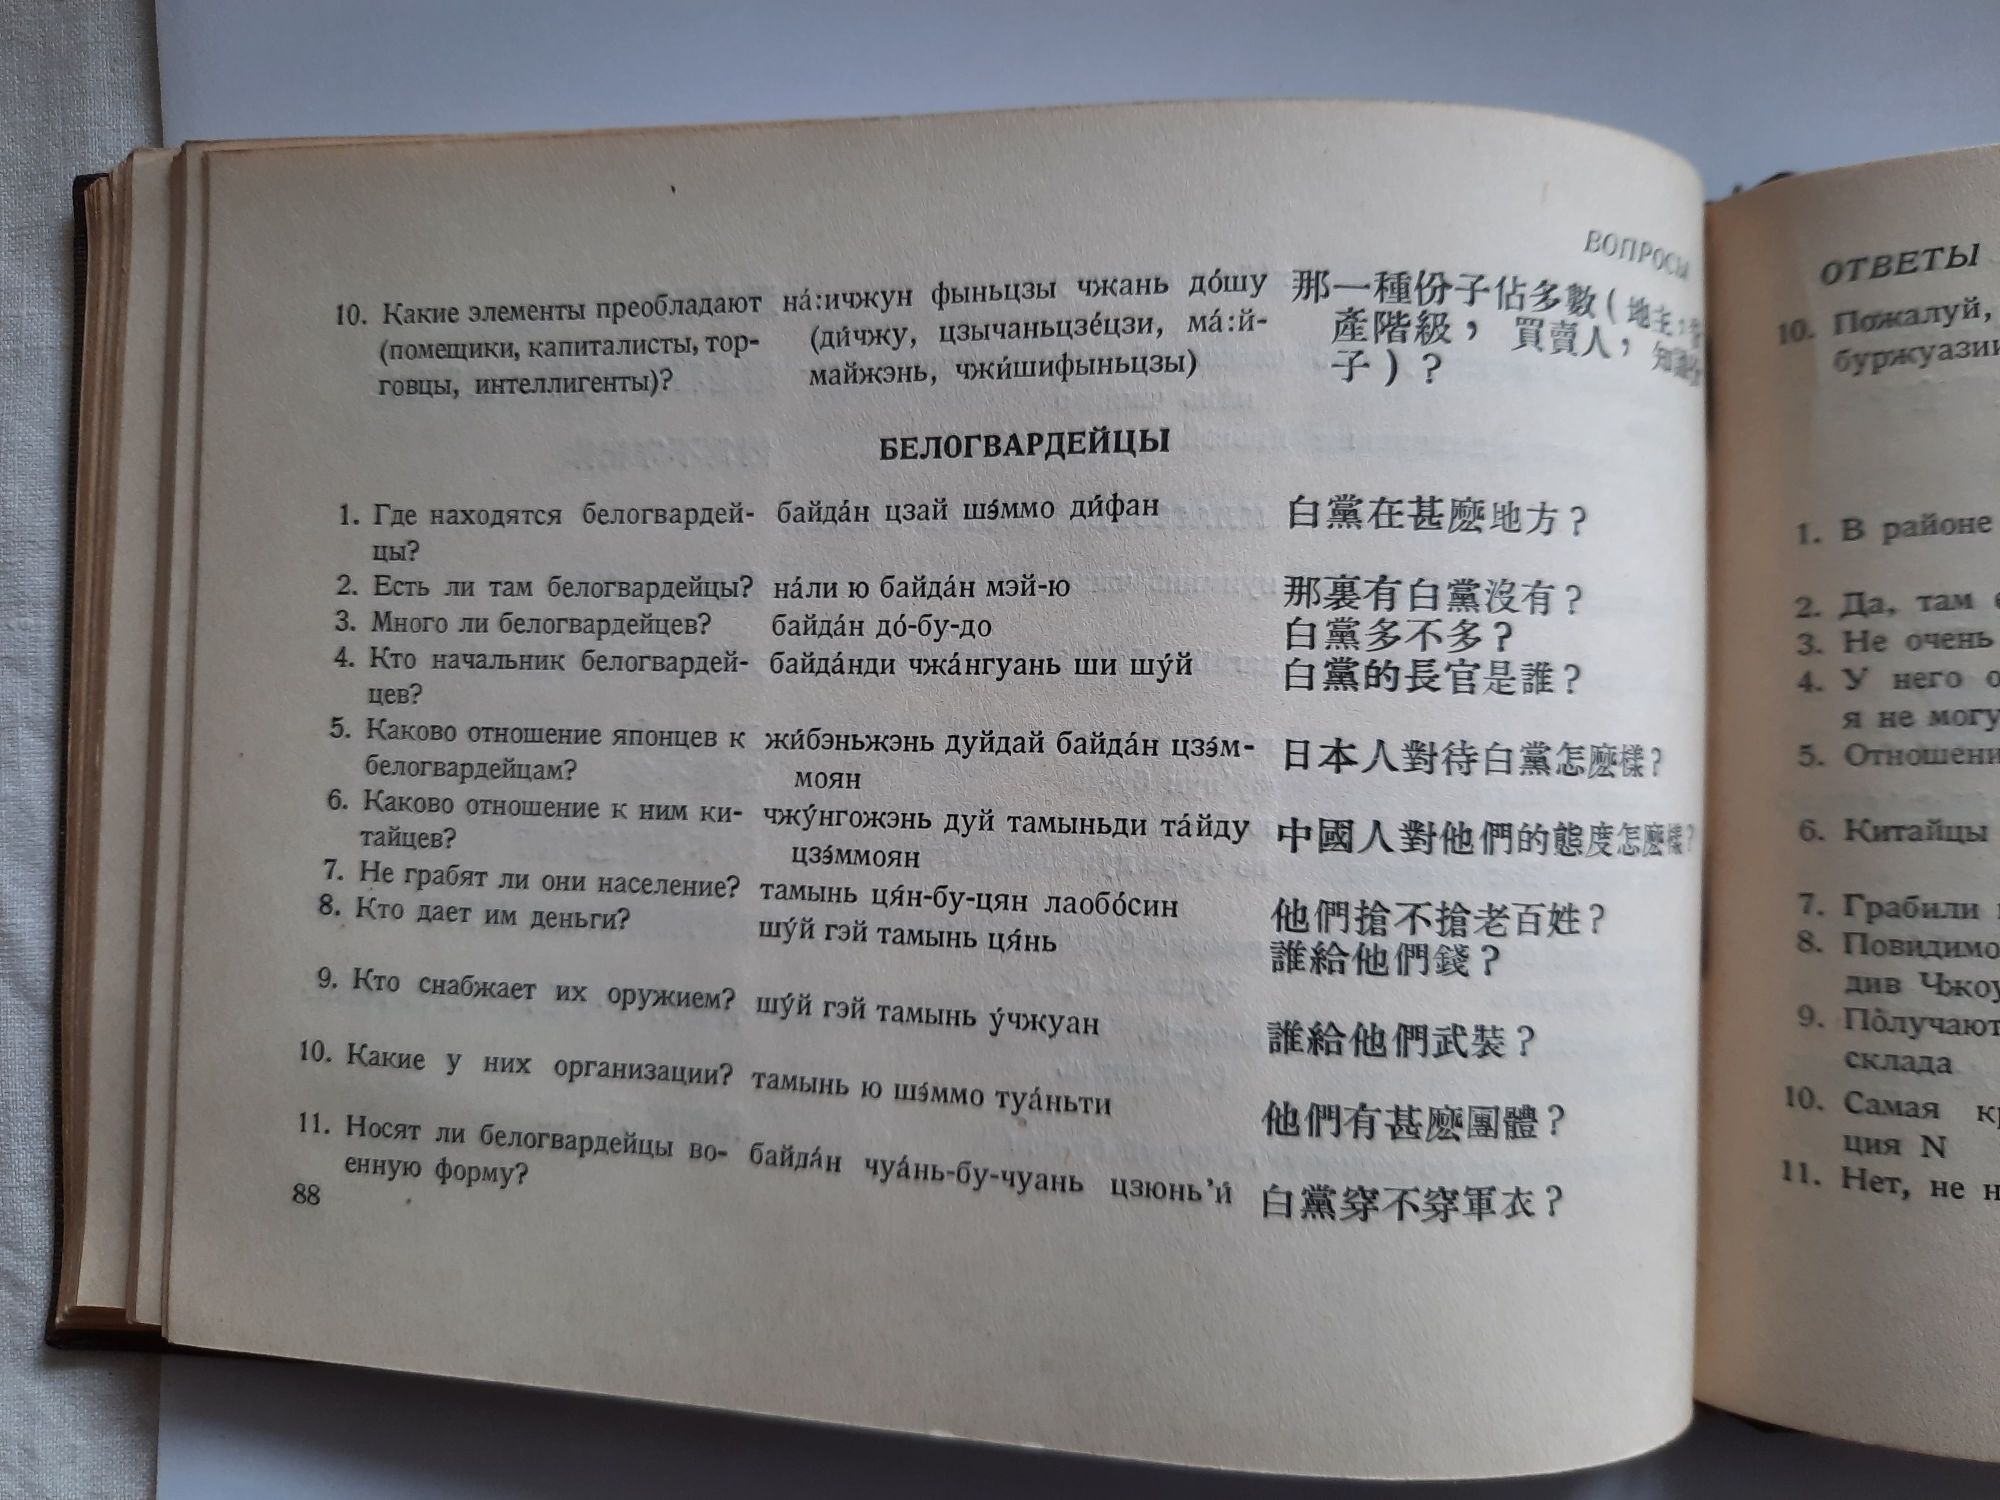 ВОПРОСЫ
10. Какие элементы преобладают
(помещики, капиталисты, тор-
говцы, интеллигенты)?
на́:ичжун фыньцзы чжань до́шу
(ди́чжу, цзычаньцзе́цзи, ма́:й-
майжэнь, чжи́шифыньцзы)
那一種份子佔多數(地主,
產階級,買賣人,知識
子)?
БЕЛОГВАРДЕЙЦЫ
1. Где находятся белогвардей-
цы?
байда́н цзай шэ́ммо ди́фан
白黨在甚麽地方?
2. Есть ли там белогвардейцы?
на́ли ю байда́н мэй-ю
那裏有白黨沒有?
3. Много ли белогвардейцев?
байда́н до́-бу-до
白黨多不多?
4. Кто начальник белогвардей-
цев?
байда́нди чжа́нгуань ши шу́й
白黨的長官是誰?
5. Каково отношение японцев к
белогвардейцам?
жи́бэньжэнь дуйдай байда́н цзэ́м-
моян
日本人對待白黨怎麽樣?
6. Каково отношение к ним ки-
тайцев?
чжу́нгожэнь дуй тамыньди та́йду
цзэ́ммоян
中國人對他們的態度怎麽樣?
7. Не грабят ли они население?
тамынь ця́н-бу-цян лаобо́син
他們搶不搶老百姓?
8. Кто дает им деньги?
шу́й гэй тамынь ця́нь
誰給他們錢?
9. Кто снабжает их оружием?
шу́й гэй тамынь у́чжуан
誰給他們武裝?
10. Какие у них организации?
тамынь ю шэ́ммо туа́ньти
他們有甚麽團體?
11. Носят ли белогвардейцы во-
енную форму?
байда́н чуа́нь-бу-чуань цзюнь’и́
白黨穿不穿軍衣?
88
ОТВЕТЫ
10. Пожалуй,
буржуазии
1. В районе
2. Да, там
3. Не очень
4. У него
я не могу
5. Отношени
6. Китайцы
7. Грабили
8. Повидимо
див Чжоу
9. Получают
склада
10. Самая кр
ция N
11. Нет, не н